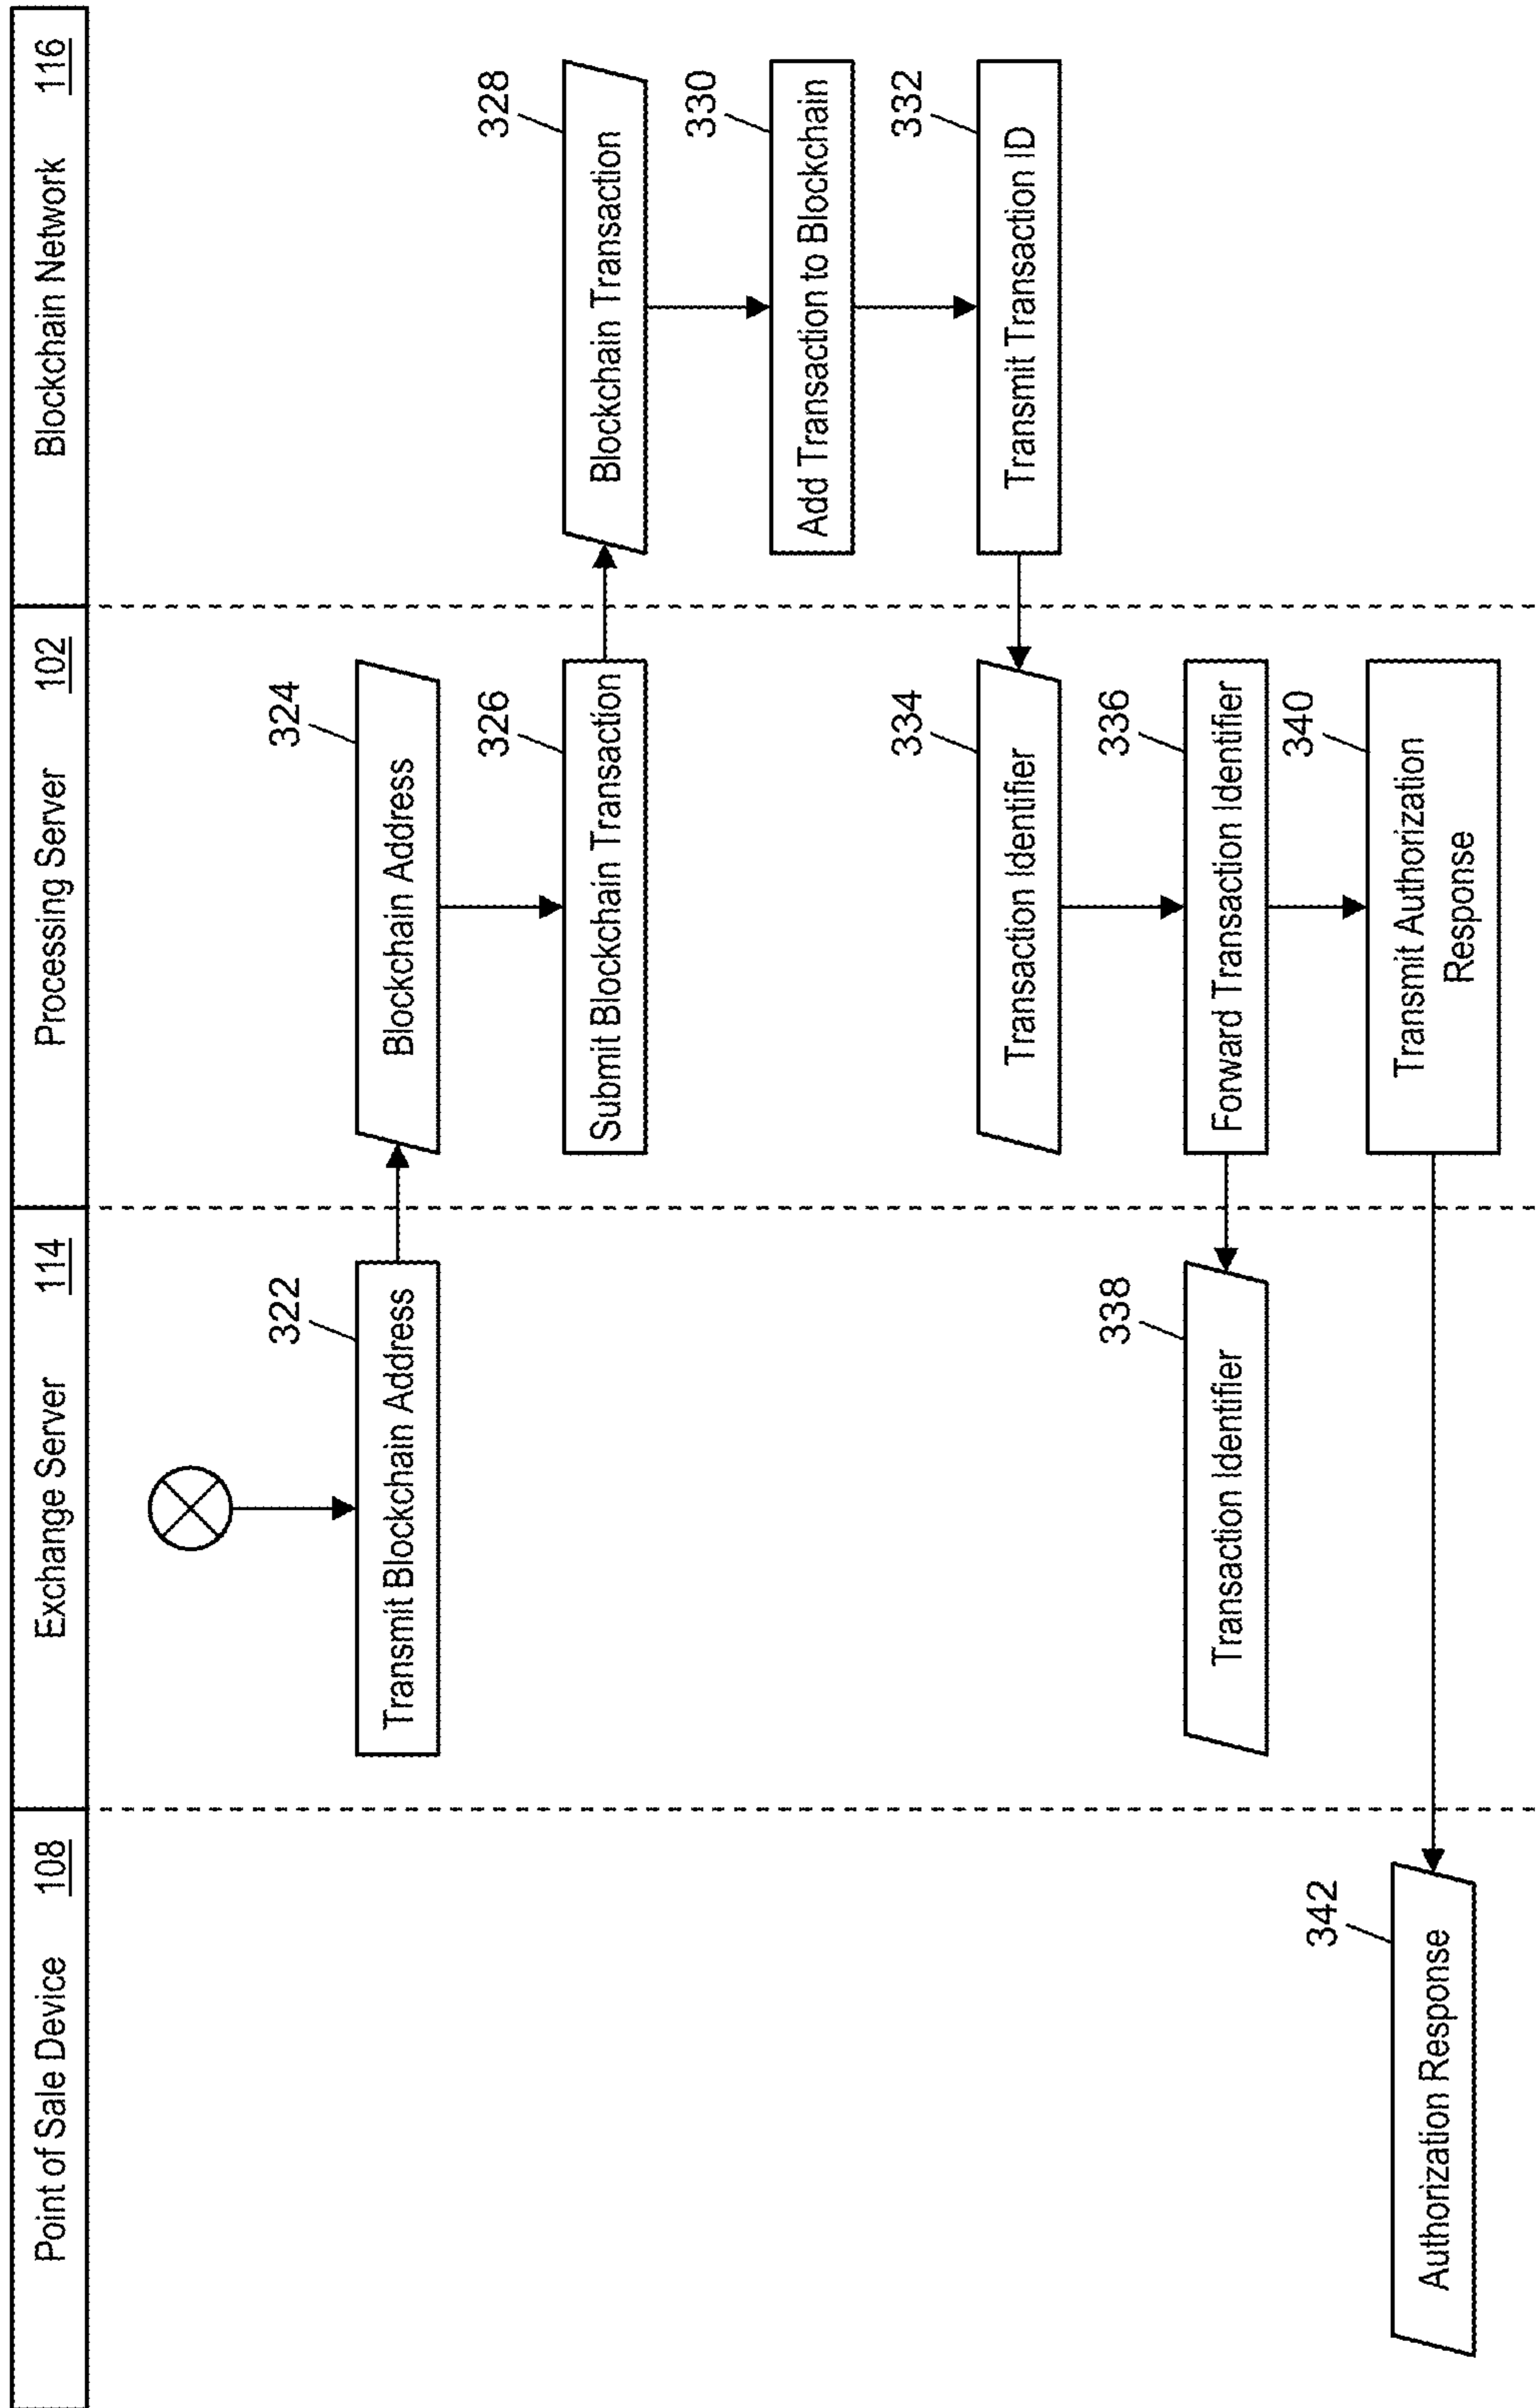 Point of Sale Device 108
Exchange Server 114
Processing Server 102
Blockchain Network 116
322
Transmit Blockchain Address
324
Blockchain Address
326
Submit Blockchain Transaction
328
Blockchain Transaction
330
Add Transaction to Blockchain
332
Transmit Transaction ID
334
Transaction Identifier
336
Forward Transaction Identifier
338
Transaction Identifier
340
Transmit Authorization
Response
342
Authorization Response